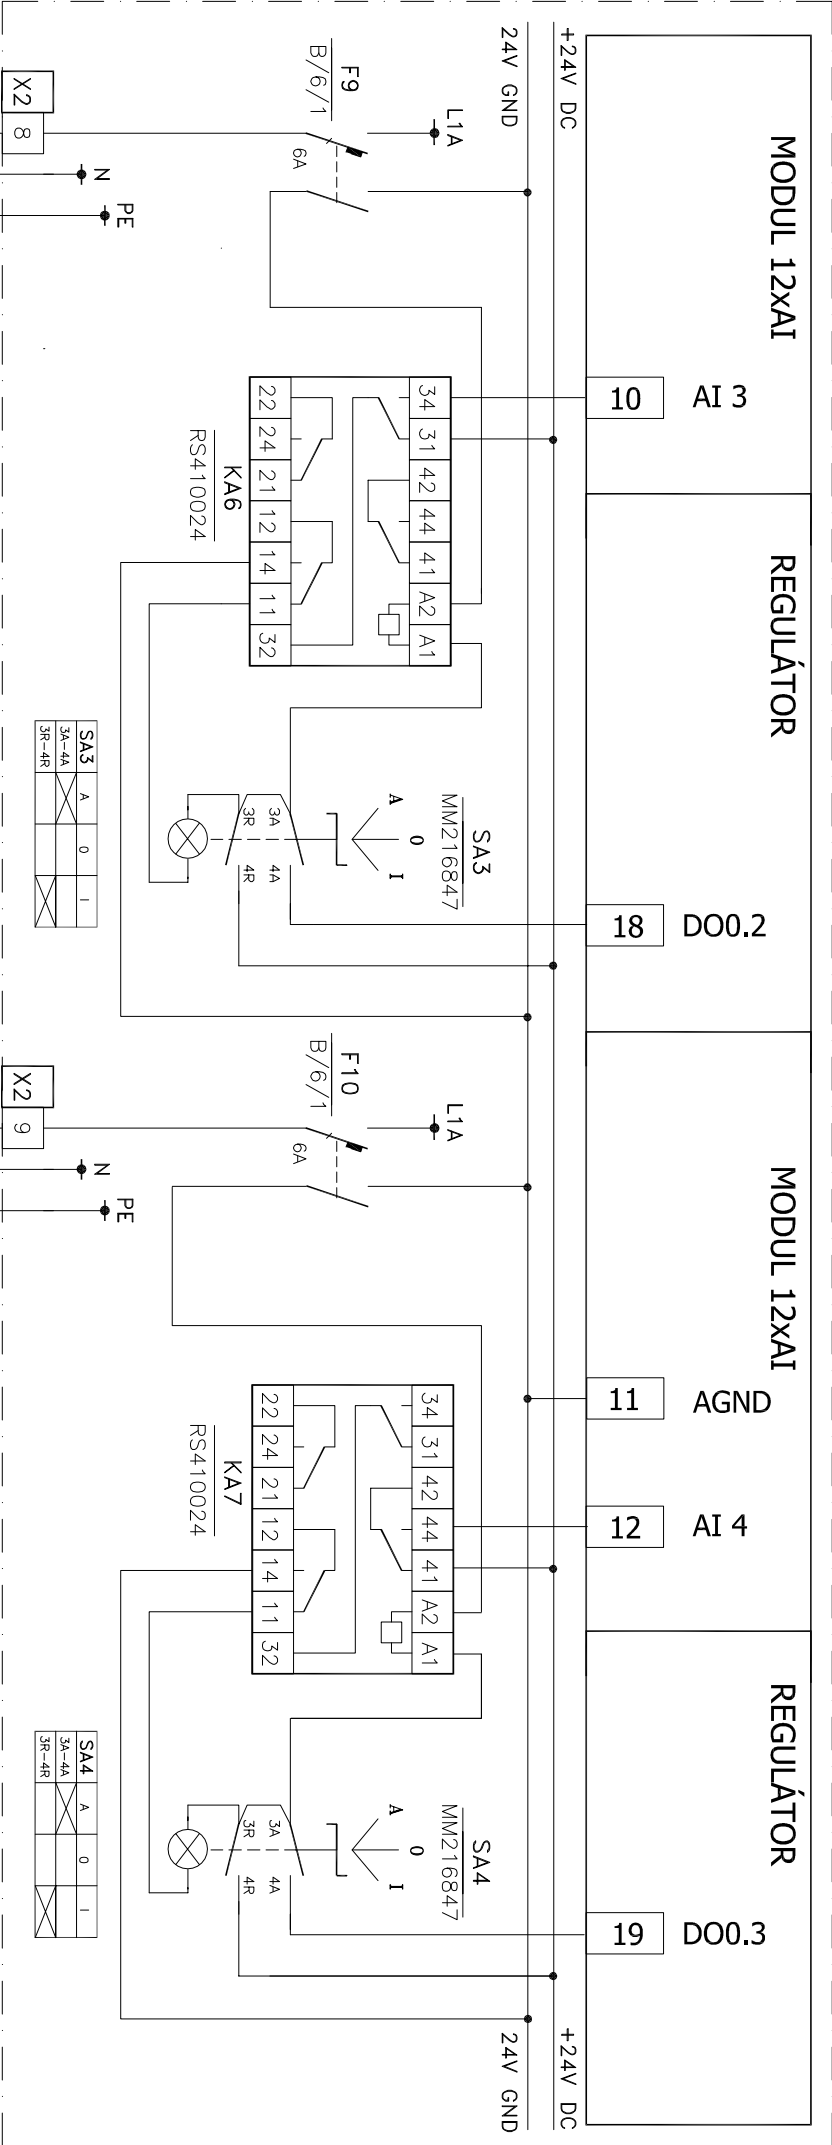 MODUL 12xAI
REGULÁTOR
MODUL 12xAI
REGULÁTOR
10
AI 3
18
DO0.2
11
AGND
12
AI 4
19
DO0.3
+24V DC
24V GND
+24V DC
24V GND
L1A
F9
B/6/1
6A
N
PE
X2
8
34 31 42 44 41 A2 A1
22 24 21 12 14 11 32
KA6
RS410024
SA3
MM216847
A 0 I
3A 4A
3R 4R
SA3 A 0 I
3A-4A
3R-4R
L1A
F10
B/6/1
6A
N
PE
X2
9
34 31 42 44 41 A2 A1
22 24 21 12 14 11 32
KA7
RS410024
SA4
MM216847
A 0 I
3A 4A
3R 4R
SA4 A 0 I
3A-4A
3R-4R